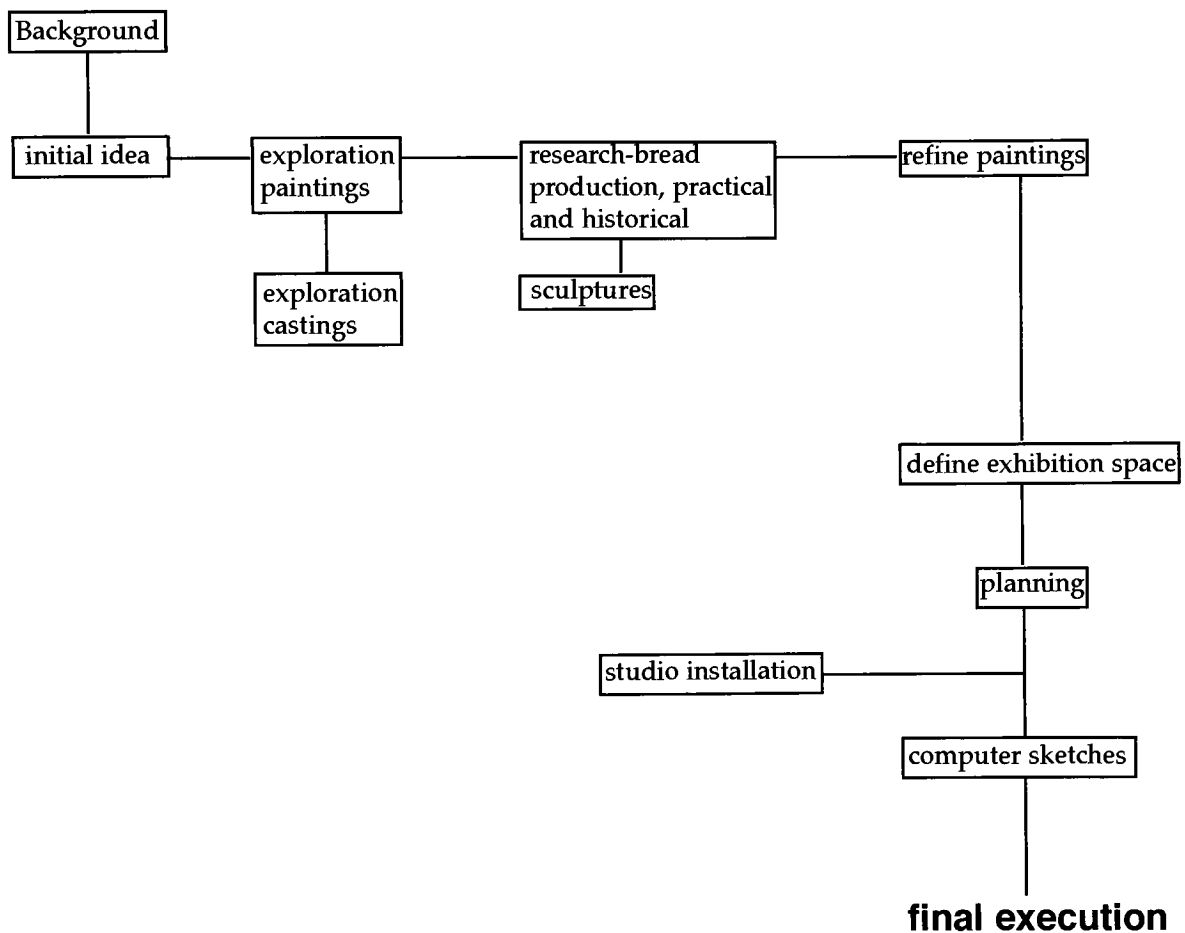 Background
initial idea
exploration
paintings
research-bread
production, practical
and historical
refine paintings
exploration
castings
sculptures
define exhibition space
planning
studio installation
computer sketches
final execution